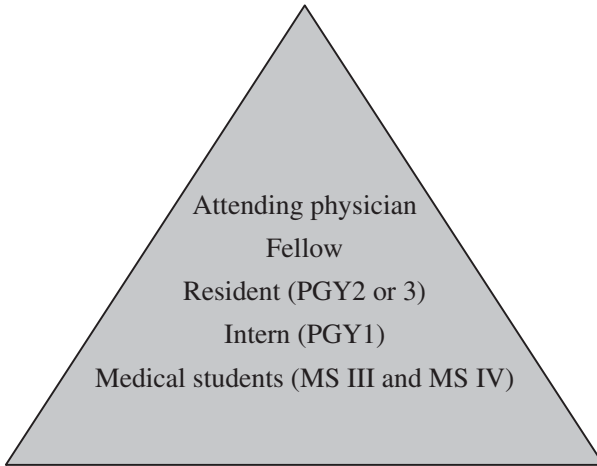 Attending physician
Fellow
Resident (PGY2 or 3)
Intern (PGY1)
Medical students (MS III and MS IV)